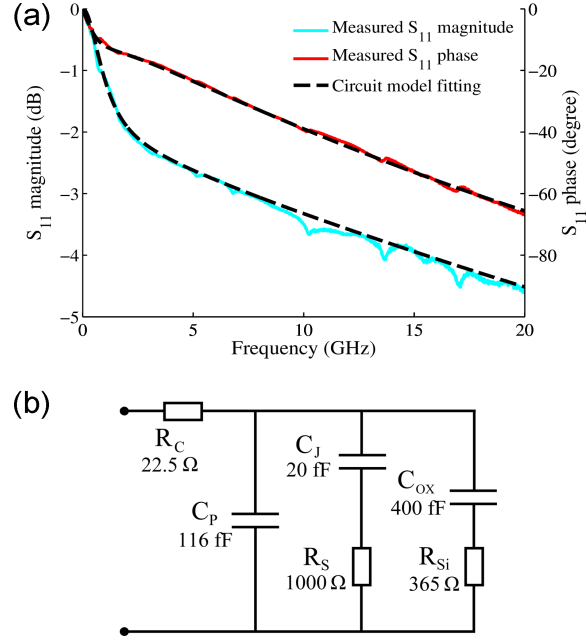 (a)
Measured S11 magnitude
Measured S11 phase
Circuit model fitting
S11 magnitude (dB)
0
−1
−2
−3
−4
−5
0
−20
−40
−60
−80
S11 phase (degree)
0 5 10 15 20
Frequency (GHz)
(b)
RC
22.5 Ω
CP
116 fF
CJ
20 fF
RS
1000 Ω
COX
400 fF
RSi
365 Ω